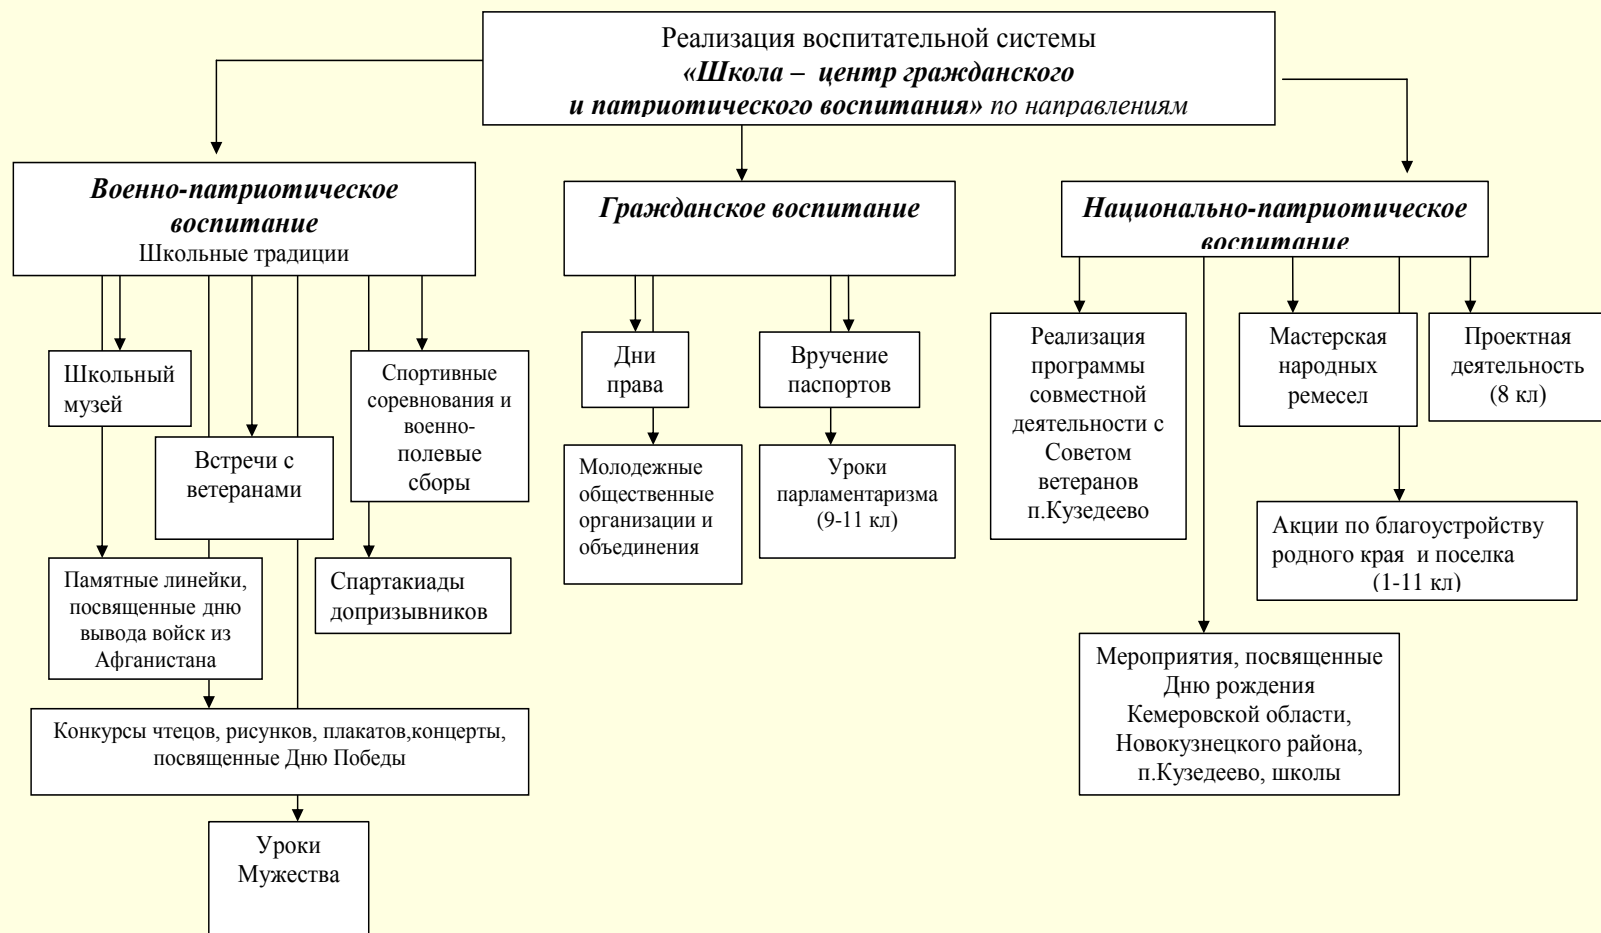 Реализация воспитательной системы
«Школа – центр гражданского
и патриотического воспитания» по направлениям
Военно-патриотическое
воспитание
Школьные традиции
Гражданское воспитание
Национально-патриотическое
воспитание
Школьный
музей
Встречи с
ветеранами
Спортивные
соревнования и
военно-
полевые
сборы
Памятные линейки,
посвященные дню
вывода войск из
Афганистана
Спартакиады
допризывников
Конкурсы чтецов, рисунков, плакатов,концерты,
посвященные Дню Победы
Уроки
Мужества
Дни
права
Вручение
паспортов
Молодежные
общественные
организации и
объединения
Уроки
парламентаризма
(9-11 кл)
Реализация
программы
совместной
деятельности с
Советом
ветеранов
п.Кузедеево
Мастерская
народных
ремесел
Проектная
деятельность
(8 кл)
Акции по благоустройству
родного края и поселка
(1-11 кл)
Мероприятия, посвященные
Дню рождения
Кемеровской области,
Новокузнецкого района,
п.Кузедеево, школы